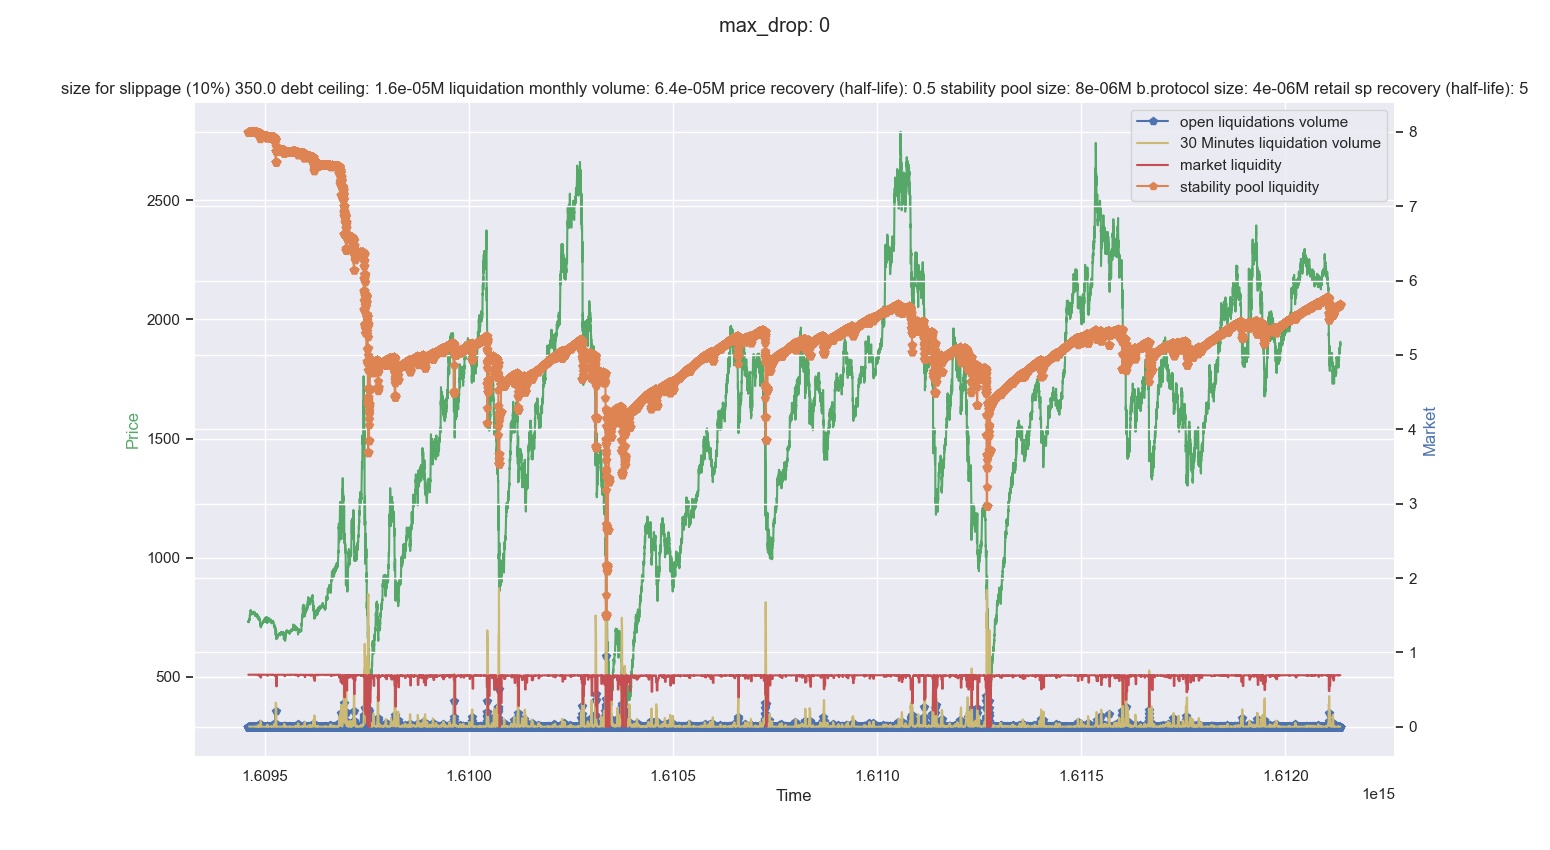 max_drop: 0
size for slippage (10%) 350.0 debt ceiling: 1.6e-05M liquidation monthly volume: 6.4e-05M price recovery (half-life): 0.5 stability pool size: 8e-06M b.protocol size: 4e-06M retail sp recovery (half-life): 5
open liquidations volume
30 Minutes liquidation volume
market liquidity
stability pool liquidity
2500
2000
1500
1000
500
Price
8
7
6
5
4
3
2
1
0
Market
1.6095
1.6100
1.6105
1.6110
1.6115
1.6120
Time
1e15